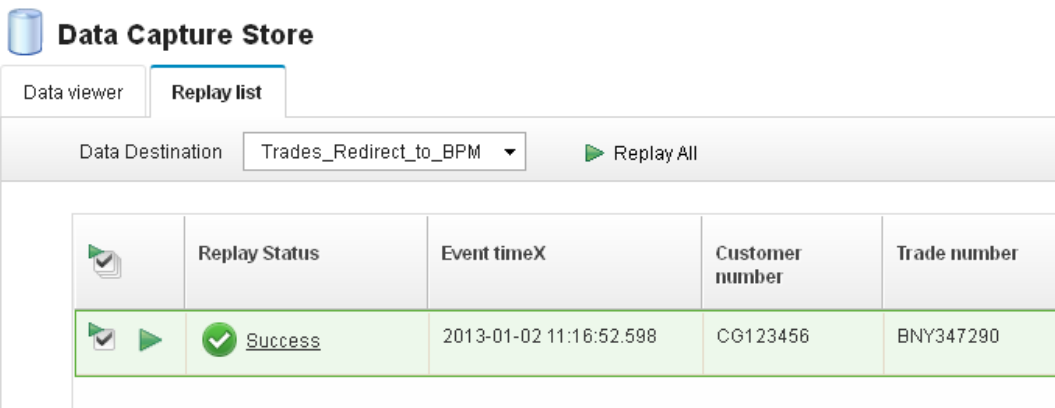 Data Capture Store
Data viewer Replay list
Data Destination Trades_Redirect_to_BPM Replay All
Replay Status Event timeX Customer number Trade number
Success 2013-01-02 11:16:52.598 CG123456 BNY347290